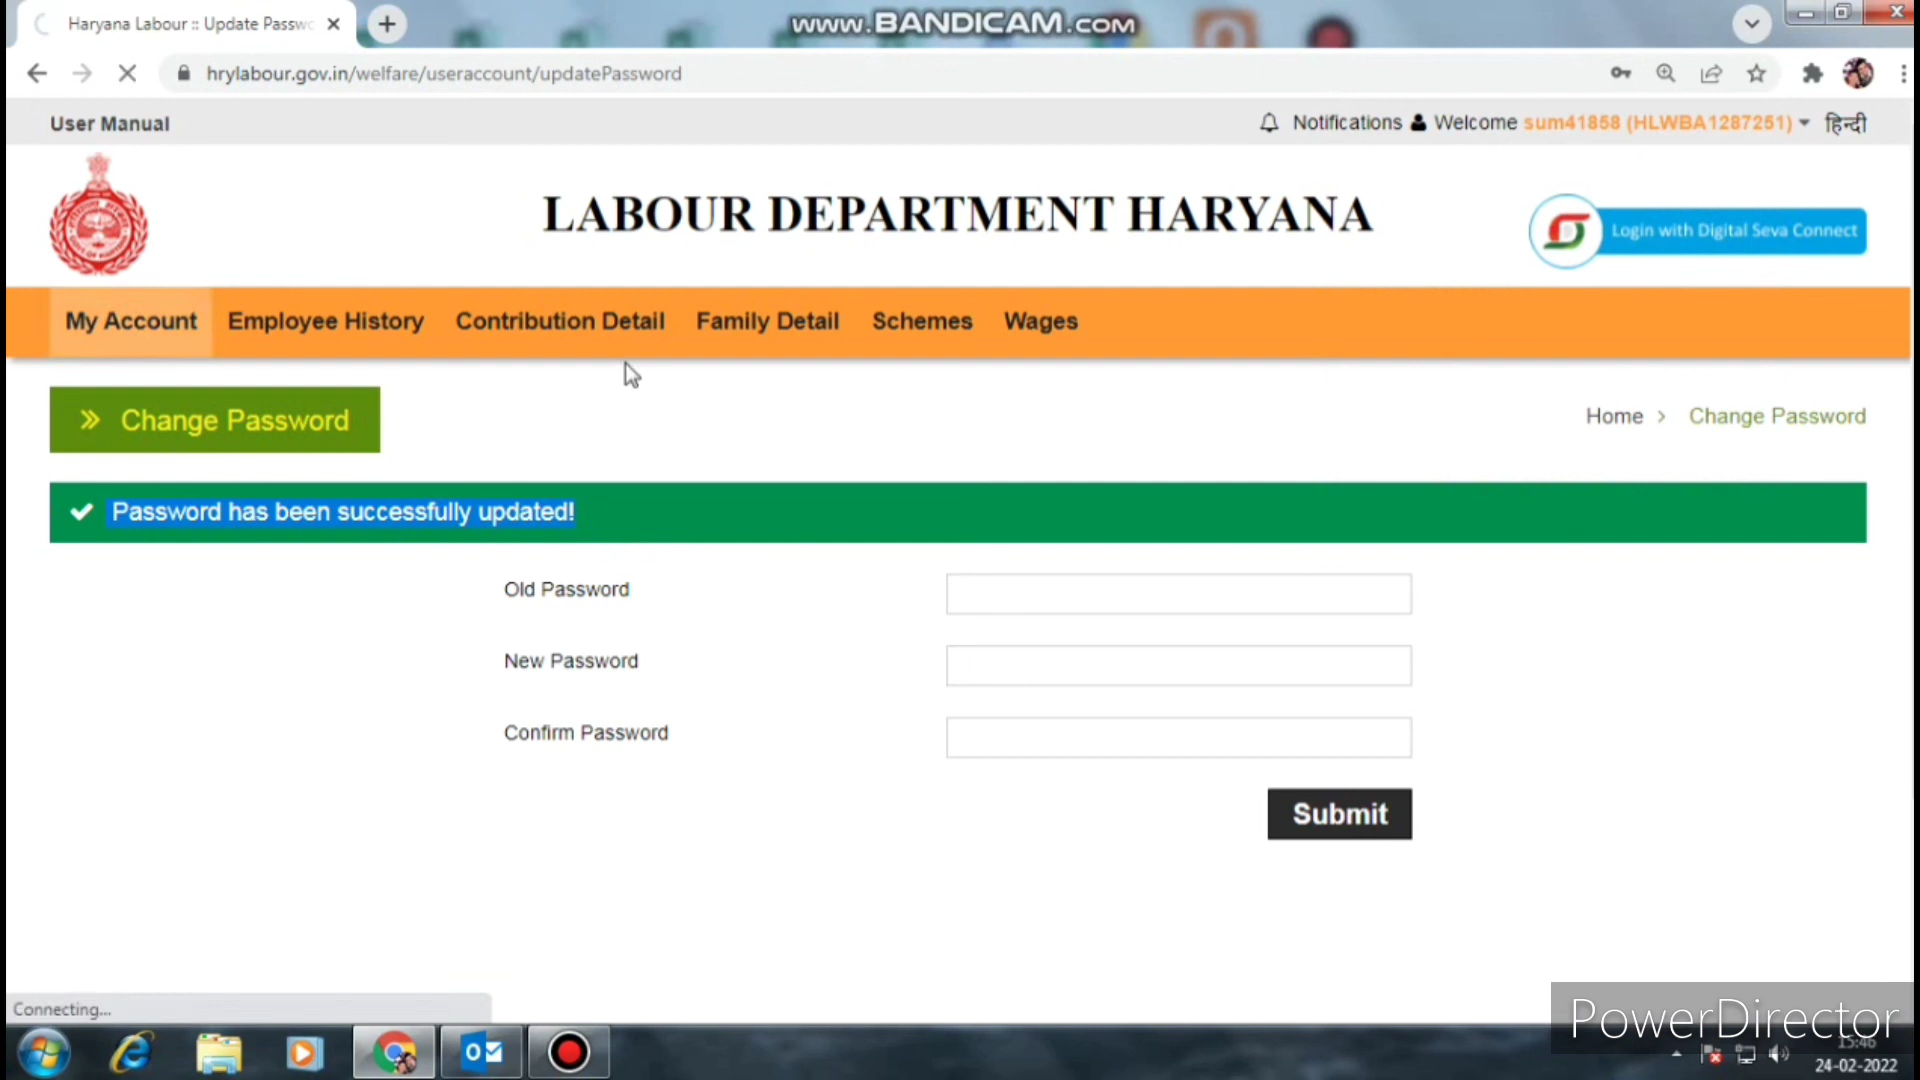 Haryana Labour :: Update Passwo
www.BANDICAM.com
hrylabour.gov.in/welfare/useraccount/updatePassword
User Manual
Notifications Welcome sum41858 (HLWBA1287251) हिन्दी
LABOUR DEPARTMENT HARYANA
Login with Digital Seva Connect
My Account Employee History Contribution Detail Family Detail Schemes Wages
» Change Password
Home > Change Password
Password has been successfully updated!
Old Password
New Password
Confirm Password
Submit
Connecting...
PowerDirector
15:46
24-02-2022